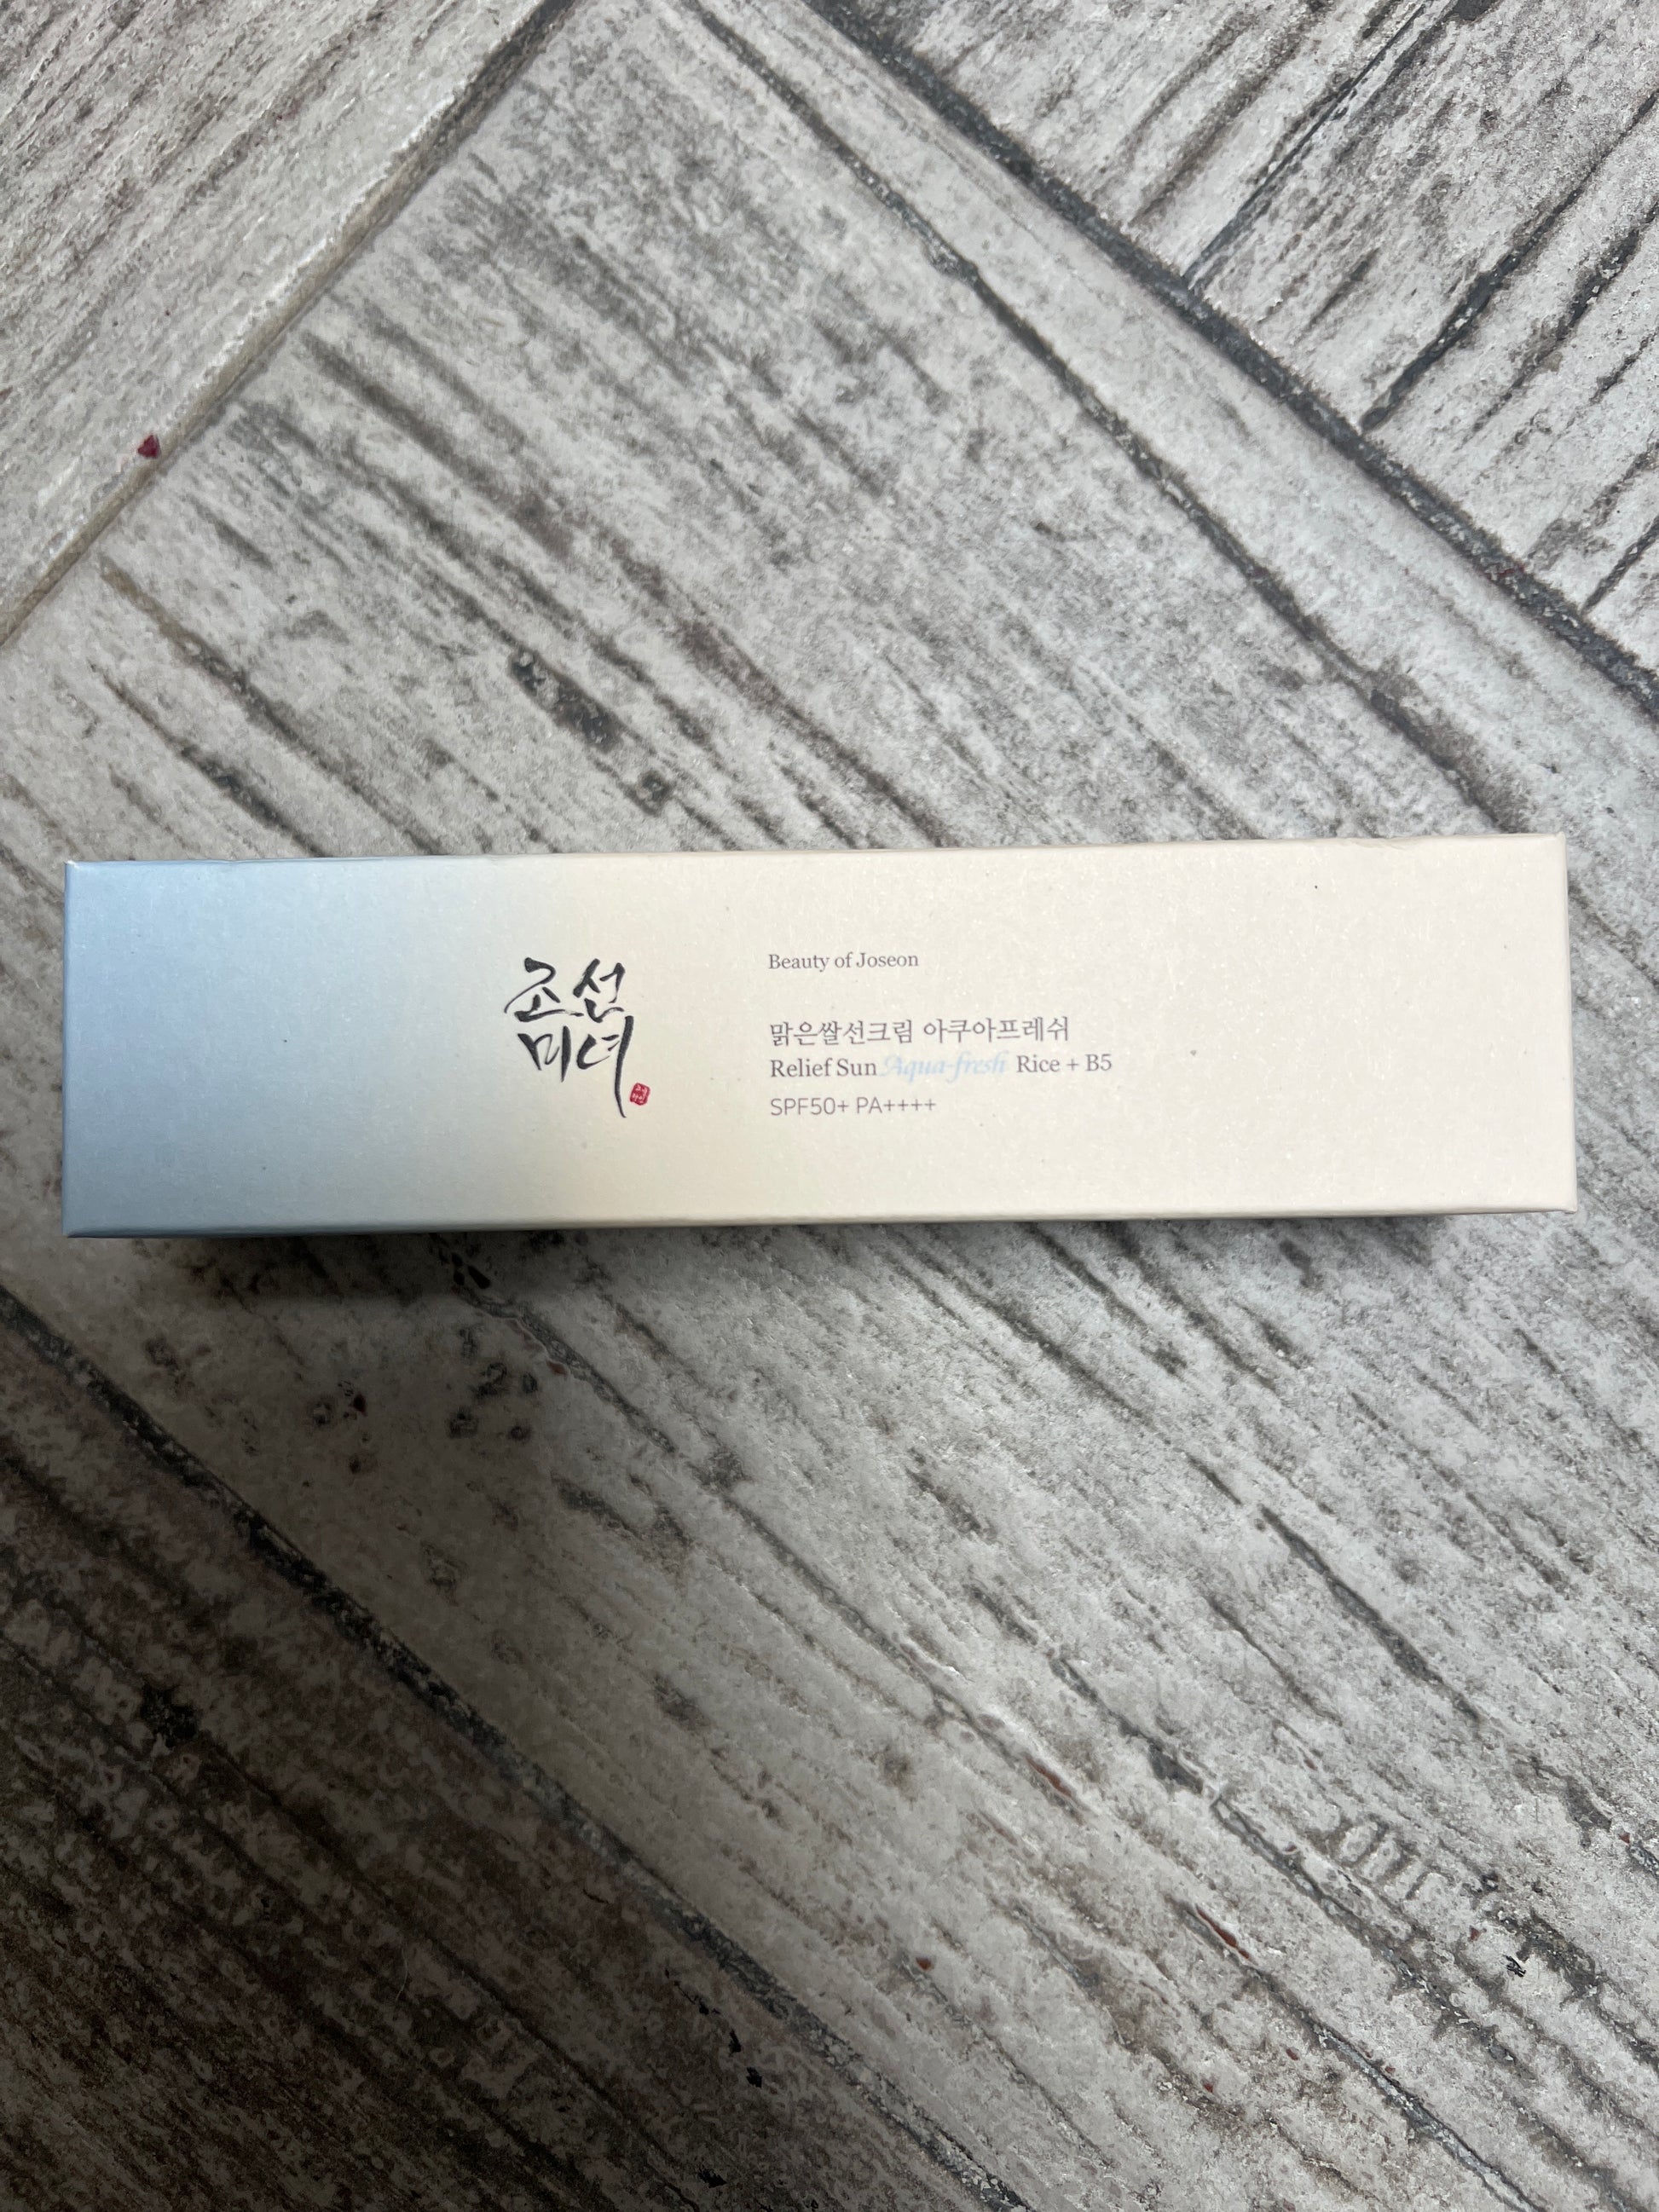 조선
미녀
Beauty of Joseon
맑은쌀선크림 아쿠아프레쉬
Relief Sun Aqua-fresh Rice + B5
SPF50+ PA++++